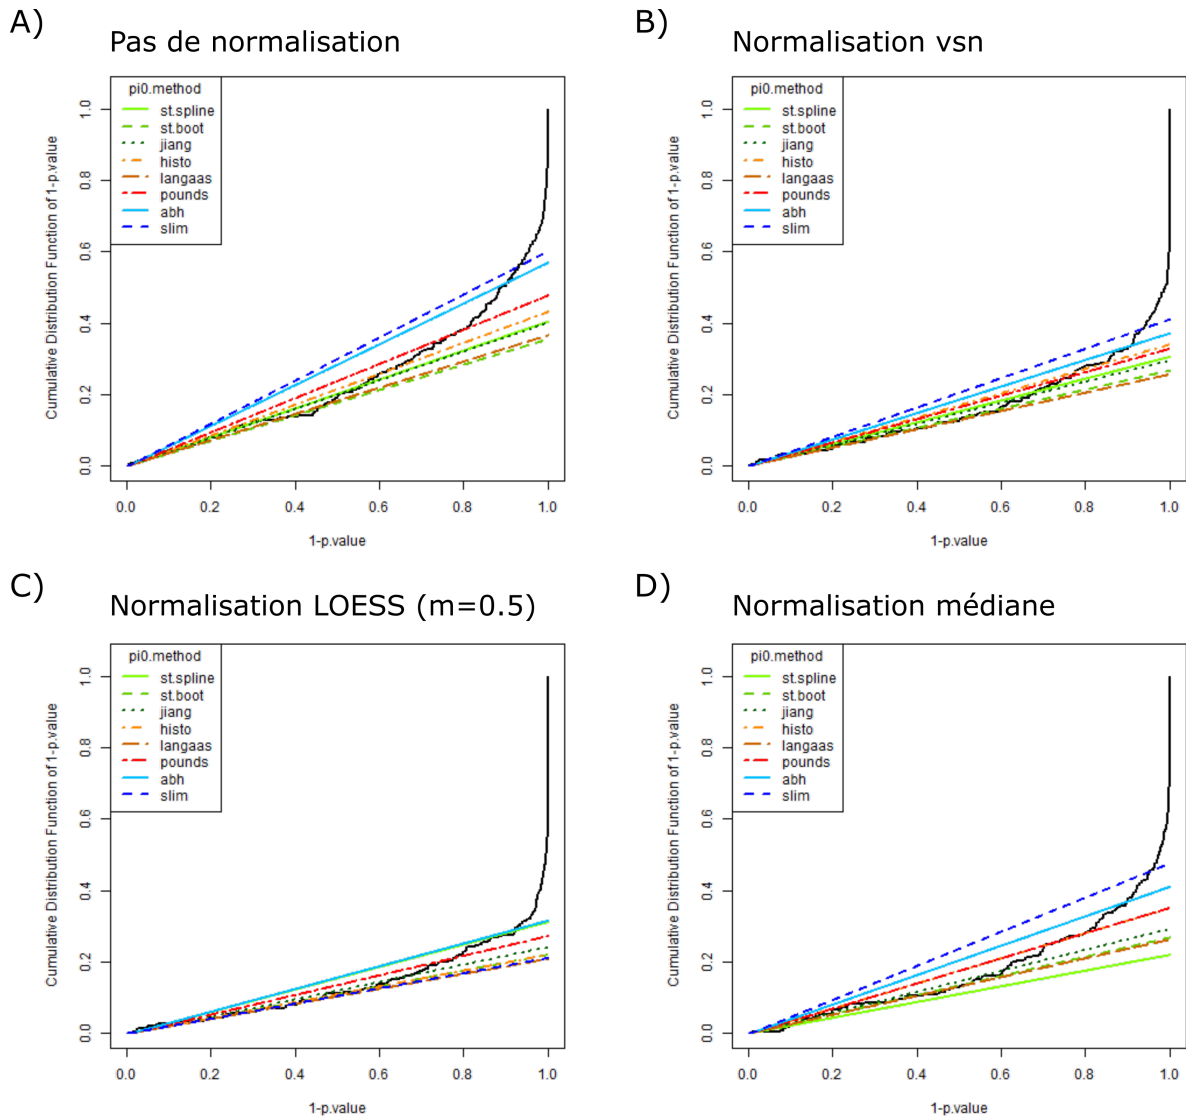 A)
Pas de normalisation
pi0.method
st.spline
st.boot
jiang
histo
langaas
pounds
abh
slim
Cumulative Distribution Function of 1-p.value
0.0
0.2
0.4
0.6
0.8
1.0
0.0 0.2 0.4 0.6 0.8 1.0
1-p.value
B)
Normalisation vsn
pi0.method
st.spline
st.boot
jiang
histo
langaas
pounds
abh
slim
Cumulative Distribution Function of 1-p.value
0.0
0.2
0.4
0.6
0.8
1.0
0.0 0.2 0.4 0.6 0.8 1.0
1-p.value
C)
Normalisation LOESS (m=0.5)
pi0.method
st.spline
st.boot
jiang
histo
langaas
pounds
abh
slim
Cumulative Distribution Function of 1-p.value
0.0
0.2
0.4
0.6
0.8
1.0
0.0 0.2 0.4 0.6 0.8 1.0
1-p.value
D)
Normalisation médiane
pi0.method
st.spline
st.boot
jiang
histo
langaas
pounds
abh
slim
Cumulative Distribution Function of 1-p.value
0.0
0.2
0.4
0.6
0.8
1.0
0.0 0.2 0.4 0.6 0.8 1.0
1-p.value